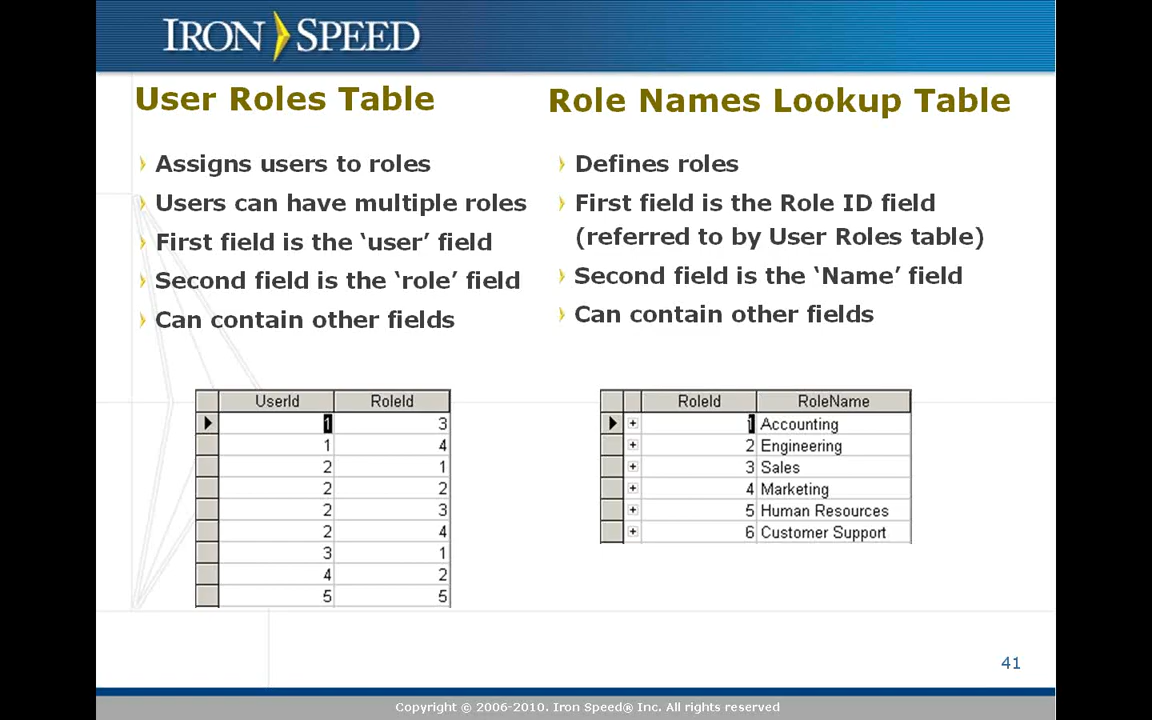 IRON SPEED
User Roles Table
Assigns users to roles
Users can have multiple roles
First field is the ‘user’ field
Second field is the ‘role’ field
Can contain other fields
Role Names Lookup Table
Defines roles
First field is the Role ID field
(referred to by User Roles table)
Second field is the ‘Name’ field
Can contain other fields
UserId RoleId
1 3
1 4
2 1
2 2
2 3
2 4
3 1
4 2
5 5
RoleId RoleName
1 Accounting
2 Engineering
3 Sales
4 Marketing
5 Human Resources
6 Customer Support
41
Copyright © 2006-2010. Iron Speed® Inc. All rights reserved